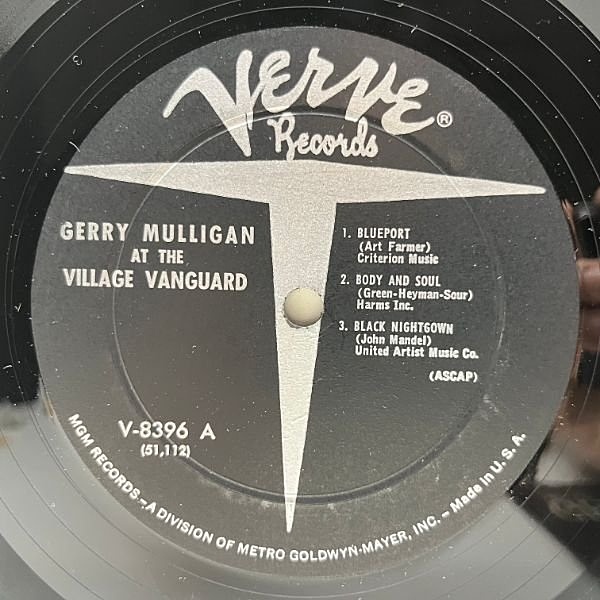 Verve®
Records
GERRY MULLIGAN
AT THE
VILLAGE VANGUARD
1. BLUEPORT
(Art Farmer)
Criterion Music
2. BODY AND SOUL
(Green-Heyman-Sour)
Harms Inc.
3. BLACK NIGHTGOWN
(John Mandel)
United Artist Music Co.
(ASCAP)
V-8396 A
(51,112)
MGM RECORDS—A DIVISION OF METRO GOLDWYN-MAYER, INC. – Made in U.S.A.